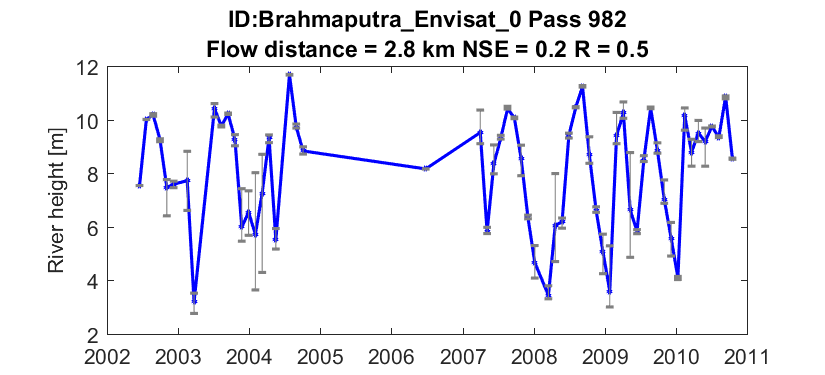 ID:Brahmaputra_Envisat_0 Pass 982
Flow distance = 2.8 km NSE = 0.2 R = 0.5
River height [m]
12
10
8
6
4
2
2002 2003 2004 2005 2006 2007 2008 2009 2010 2011